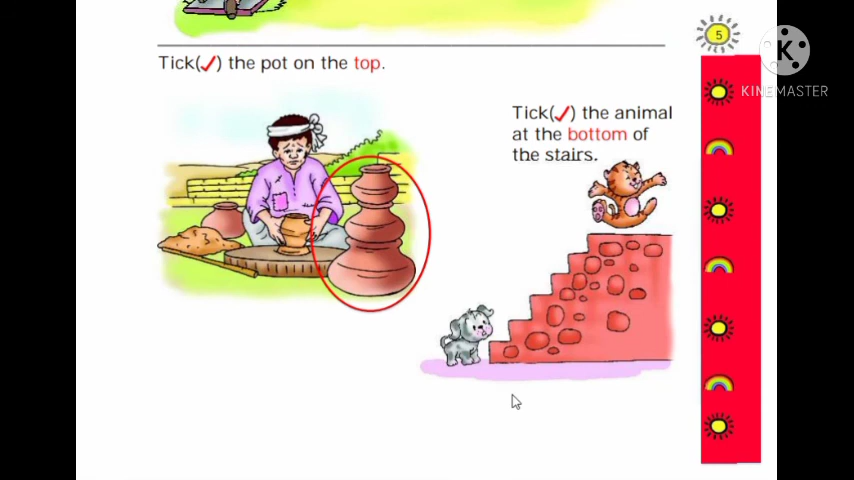 5
K
KINEMASTER
Tick(✓) the pot on the top.
Tick(✓) the animal
at the bottom of
the stairs.